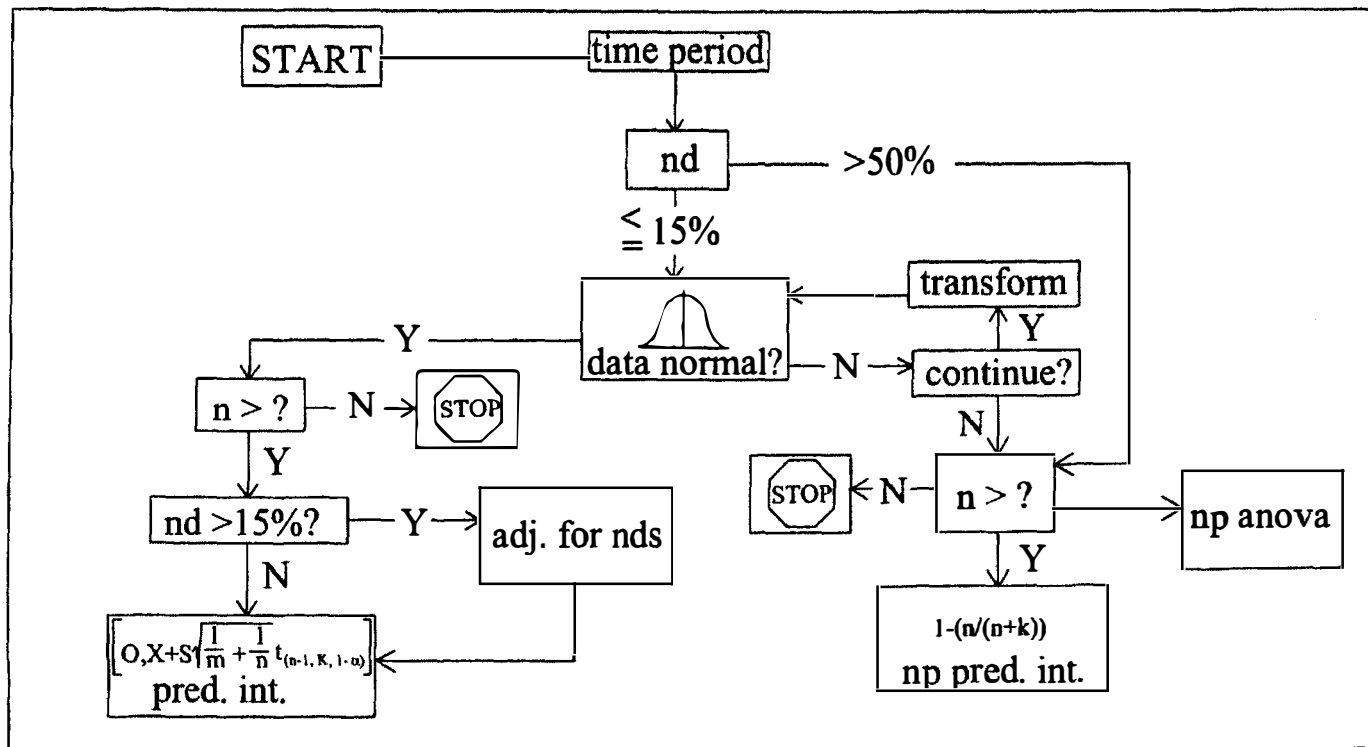 START
time period
nd
>50%
≤ 15%
transform
Y
Y
data normal?
N
continue?
n > ?
N
STOP
N
Y
STOP
N
n > ?
np anova
nd >15%?
Y
adj. for nds
Y
N
[O,X+S√(1/m + 1/n) t(n-1, K, 1-α)]
pred. int.
1-(n/(n+k))
np pred. int.